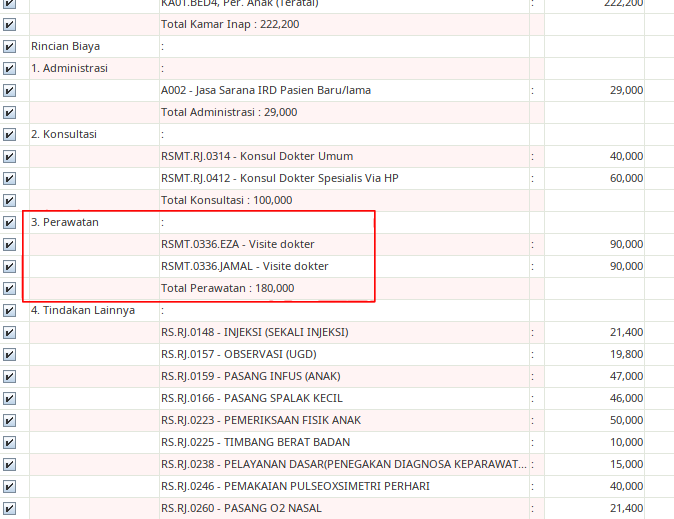 KA01.BED4, Per. Anak (Teratai) : 222,200
Total Kamar Inap : 222,200
Rincian Biaya :
1. Administrasi :
A002 - Jasa Sarana IRD Pasien Baru/lama : 29,000
Total Administrasi : 29,000
2. Konsultasi :
RSMT.RJ.0314 - Konsul Dokter Umum : 40,000
RSMT.RJ.0412 - Konsul Dokter Spesialis Via HP : 60,000
Total Konsultasi : 100,000
3. Perawatan :
RSMT.0336.EZA - Visite dokter : 90,000
RSMT.0336.JAMAL - Visite dokter : 90,000
Total Perawatan : 180,000
4. Tindakan Lainnya :
RS.RJ.0148 - INJEKSI (SEKALI INJEKSI) : 21,400
RS.RJ.0157 - OBSERVASI (UGD) : 19,800
RS.RJ.0159 - PASANG INFUS (ANAK) : 47,000
RS.RJ.0166 - PASANG SPALAK KECIL : 46,000
RS.RJ.0223 - PEMERIKSAAN FISIK ANAK : 50,000
RS.RJ.0225 - TIMBANG BERAT BADAN : 10,000
RS.RJ.0238 - PELAYANAN DASAR(PENEGAKAN DIAGNOSA KEPARAWAT... : 15,000
RS.RJ.0246 - PEMAKAIAN PULSEOXSIMETRI PERHARI : 40,000
RS.RJ.0260 - PASANG O2 NASAL : 21,400